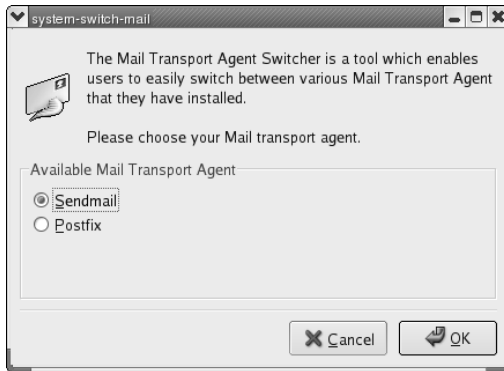 system-switch-mail
The Mail Transport Agent Switcher is a tool which enables
users to easily switch between various Mail Transport Agent
that they have installed.
Please choose your Mail transport agent.
Available Mail Transport Agent
Sendmail
Postfix
Cancel
OK